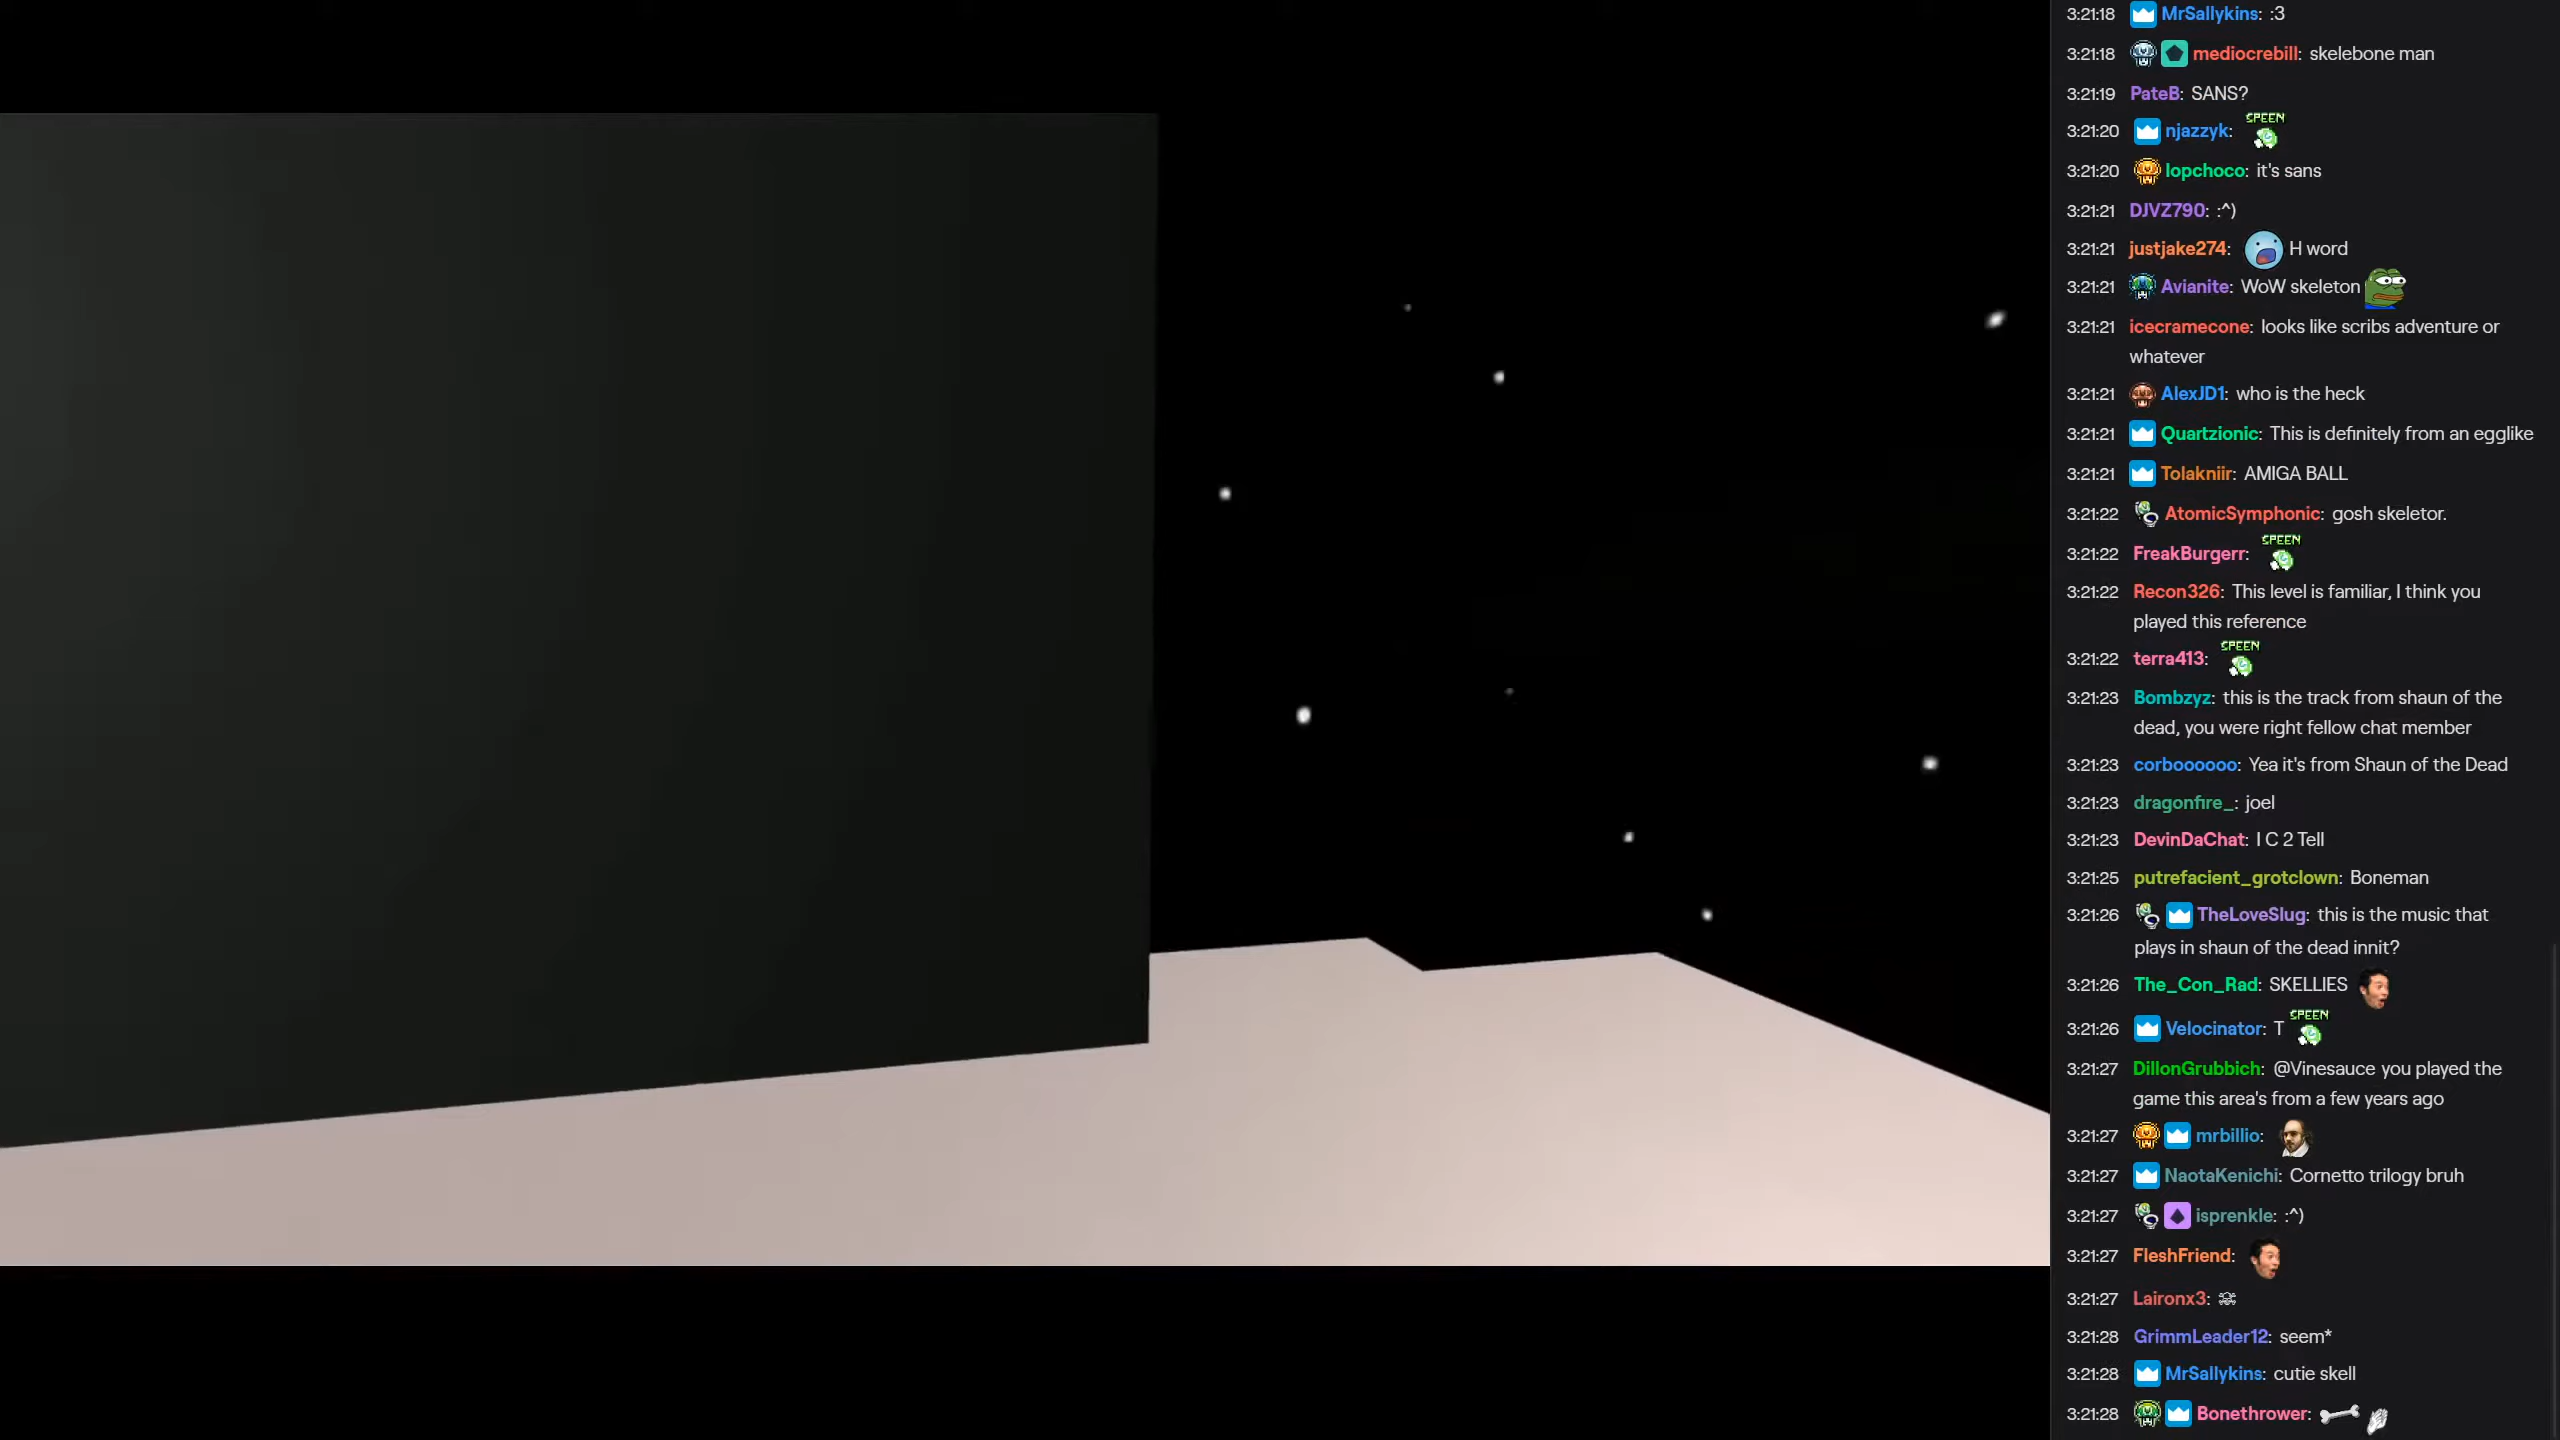 3:21:18 MrSallykins: :3
3:21:18 mediocrebill: skelebone man
3:21:19 PateB: SANS?
3:21:20 njazzyk: SPEEN
3:21:20 lopchoco: it's sans
3:21:21 DJVZ790: :^)
3:21:21 justjake274: H word
3:21:21 Avianite: WoW skeleton
3:21:21 icecramecone: looks like scribs adventure or
whatever
3:21:21 AlexJD1: who is the heck
3:21:21 Quartzionic: This is definitely from an egglike
3:21:21 Tolakniir: AMIGA BALL
3:21:22 AtomicSymphonic: gosh skeletor.
3:21:22 FreakBurgerr: SPEEN
3:21:22 Recon326: This level is familiar, I think you
played this reference
3:21:22 terra413: SPEEN
3:21:23 Bombzyz: this is the track from shaun of the
dead, you were right fellow chat member
3:21:23 corboooooo: Yea it's from Shaun of the Dead
3:21:23 dragonfire_: joel
3:21:23 DevinDaChat: I C 2 Tell
3:21:25 putrefacient_grotclown: Boneman
3:21:26 TheLoveSlug: this is the music that
plays in shaun of the dead innit?
3:21:26 The_Con_Rad: SKELLIES
3:21:26 Velocinator: T SPEEN
3:21:27 DillonGrubbich: @Vinesauce you played the
game this area's from a few years ago
3:21:27 mrbillio:
3:21:27 NaotaKenichi: Cornetto trilogy bruh
3:21:27 isprenkle: :^)
3:21:27 FleshFriend:
3:21:27 Laironx3: ☠
3:21:28 GrimmLeader12: seem*
3:21:28 MrSallykins: cutie skell
3:21:28 Bonethrower: